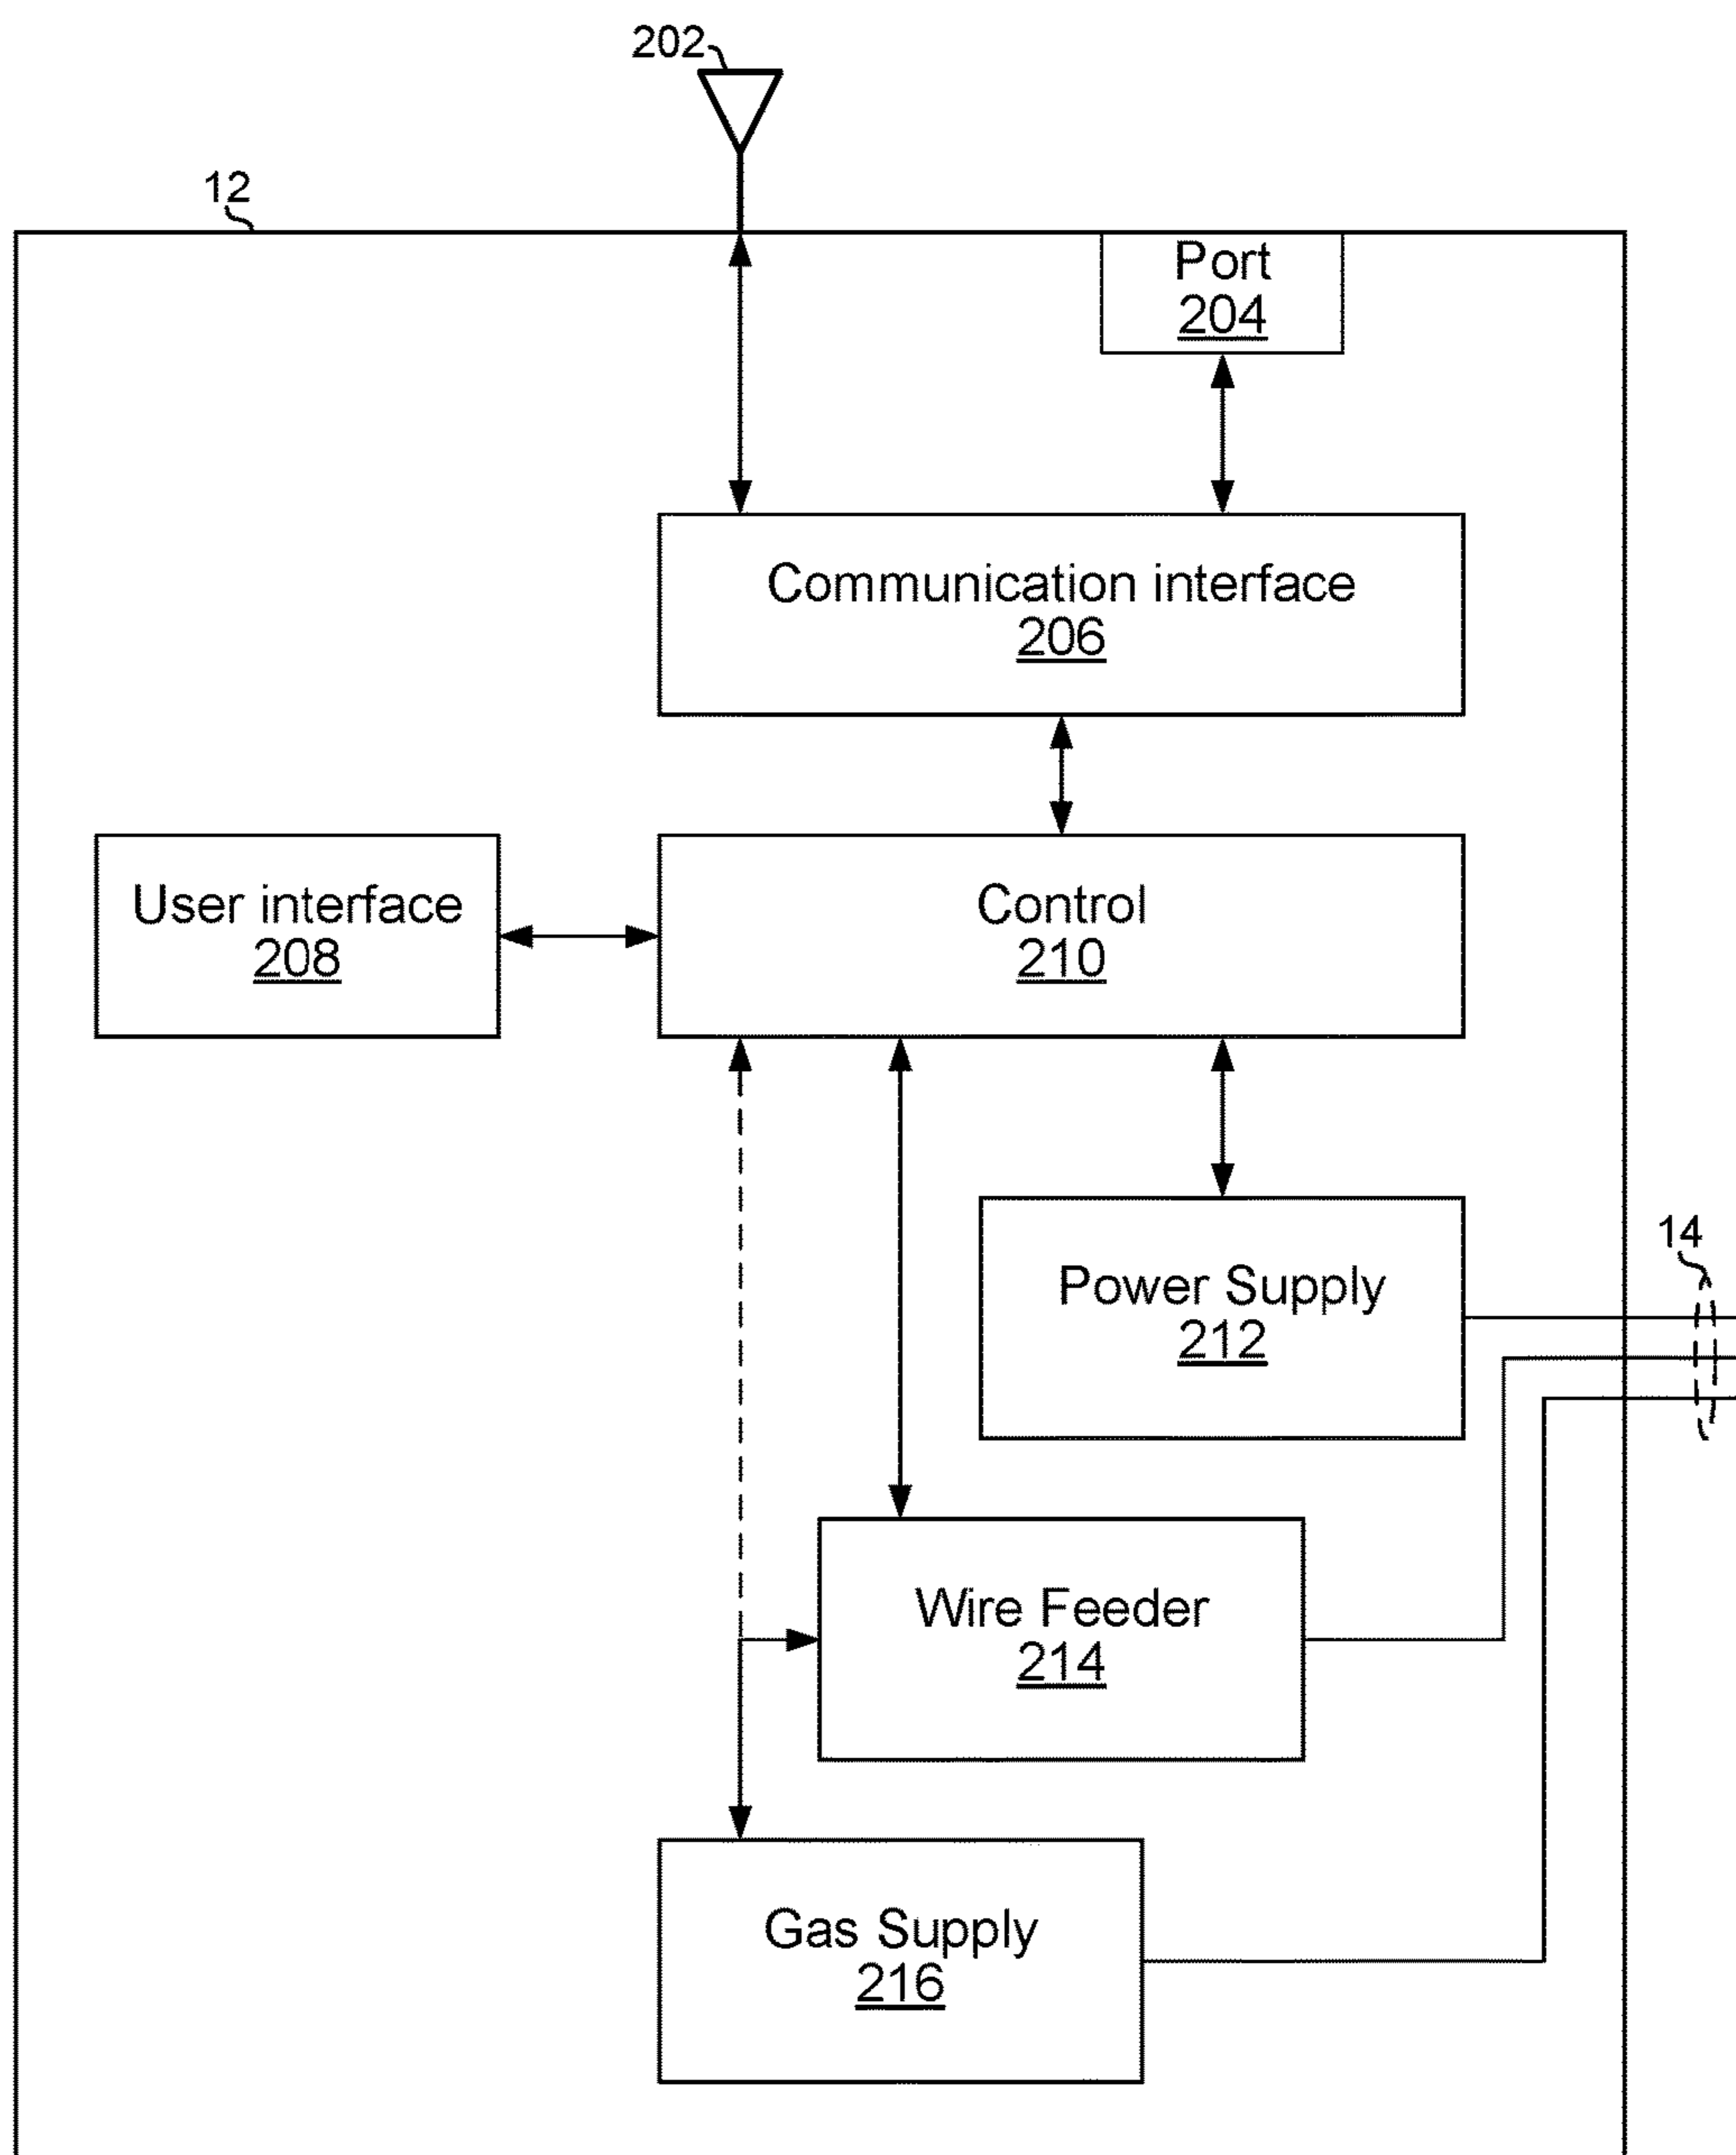 202
12
Port
204
Communication interface
206
User interface
208
Control
210
14
Power Supply
212
Wire Feeder
214
Gas Supply
216